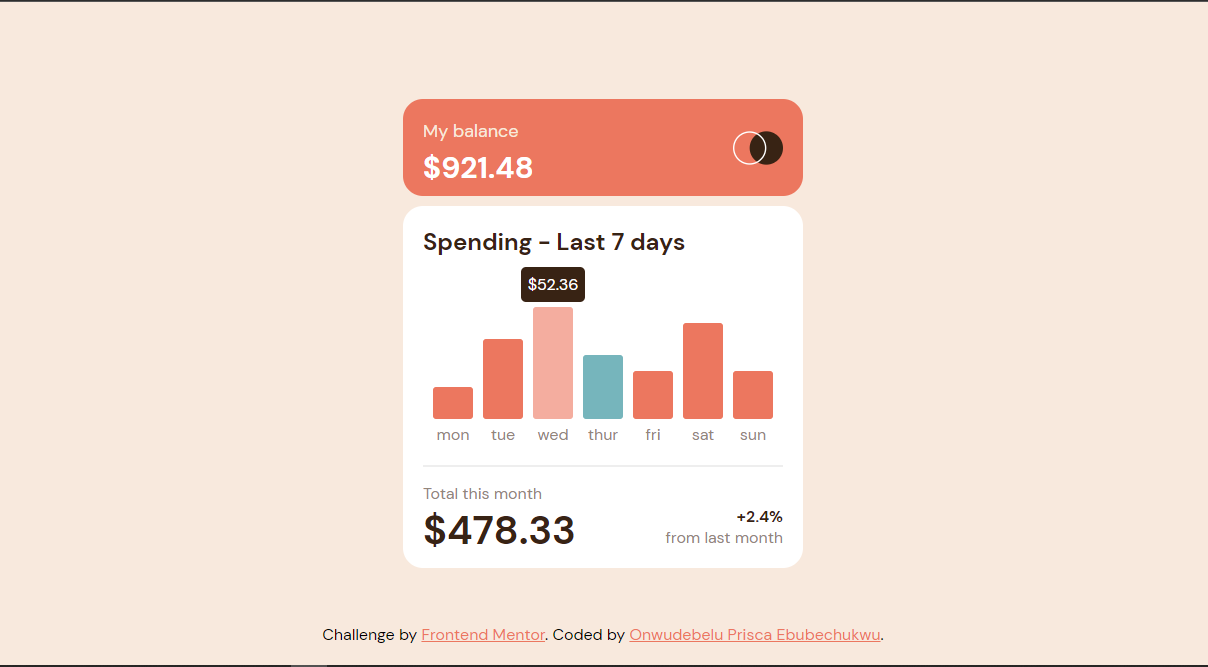 My balance
$921.48
Spending - Last 7 days
$52.36
mon tue wed thur fri sat sun
Total this month
$478.33
+2.4%
from last month
Challenge by Frontend Mentor. Coded by Onwudebelu Prisca Ebubechukwu.